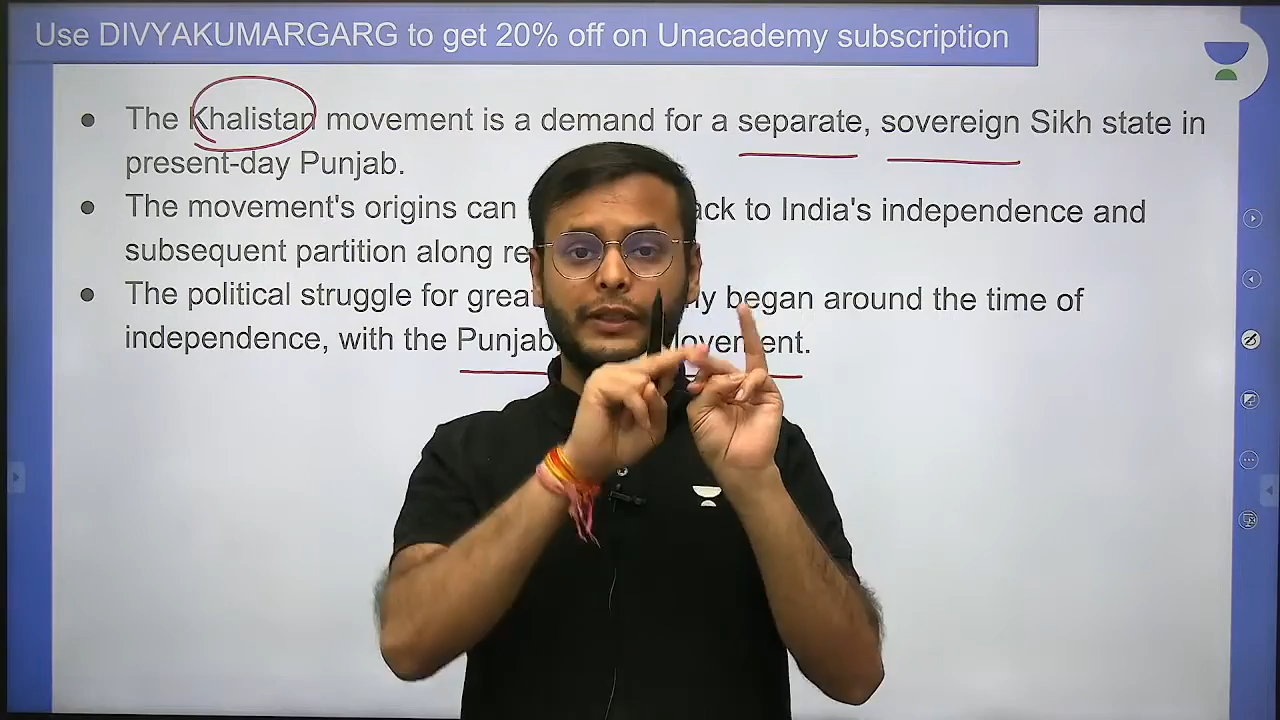 Use DIVYAKUMARGARG to get 20% off on Unacademy subscription
The Khalistan movement is a demand for a separate, sovereign Sikh state in
present-day Punjab.
The movement's origins can ack to India's independence and
subsequent partition along re
The political struggle for grea ny began around the time of
independence, with the Punjab ovement.